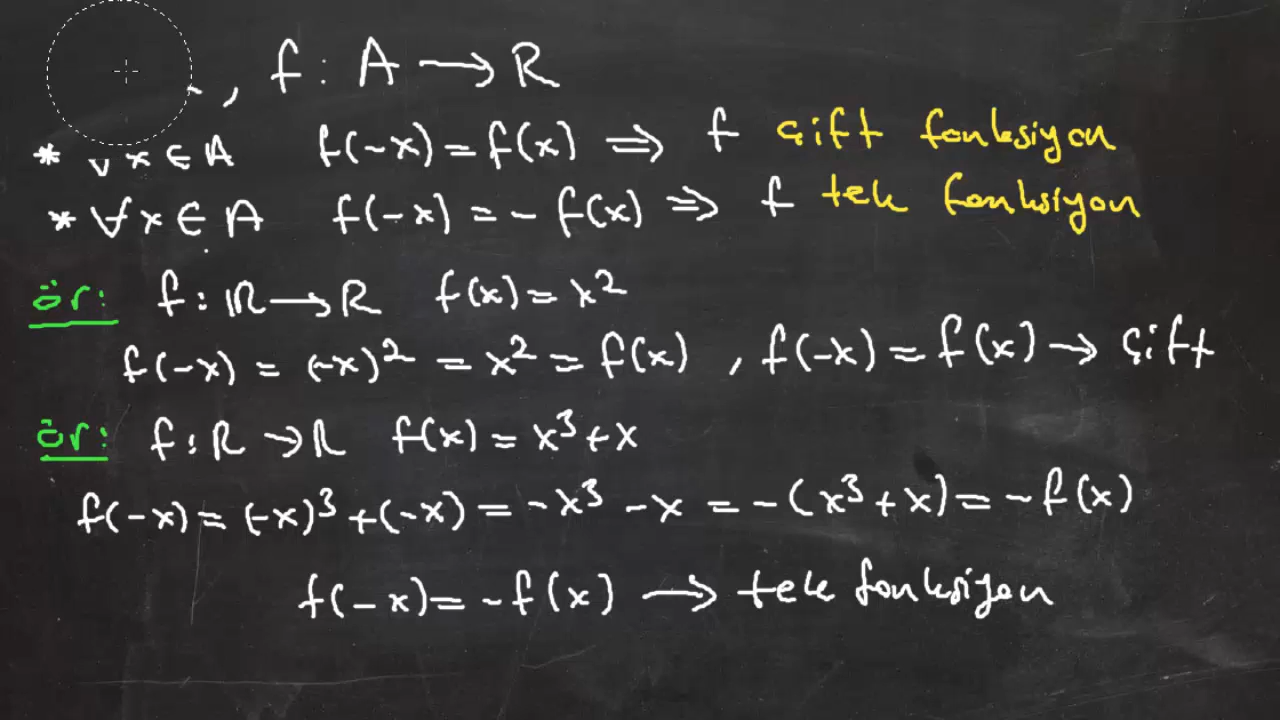 , f : A → R
* ∀ x ∈ A f(-x) = f(x) ⇒ f çift fonksiyon
* ∀ x ∈ A f(-x) = - f(x) ⇒ f tek fonksiyon
ör: f : R → R f(x) = x²
f(-x) = (-x)² = x² = f(x) , f(-x) = f(x) → çift
ör: f : R → R f(x) = x³ + x
f(-x) = (-x)³ + (-x) = -x³ - x = -(x³ + x) = - f(x)
f(-x) = - f(x) → tek fonksiyon